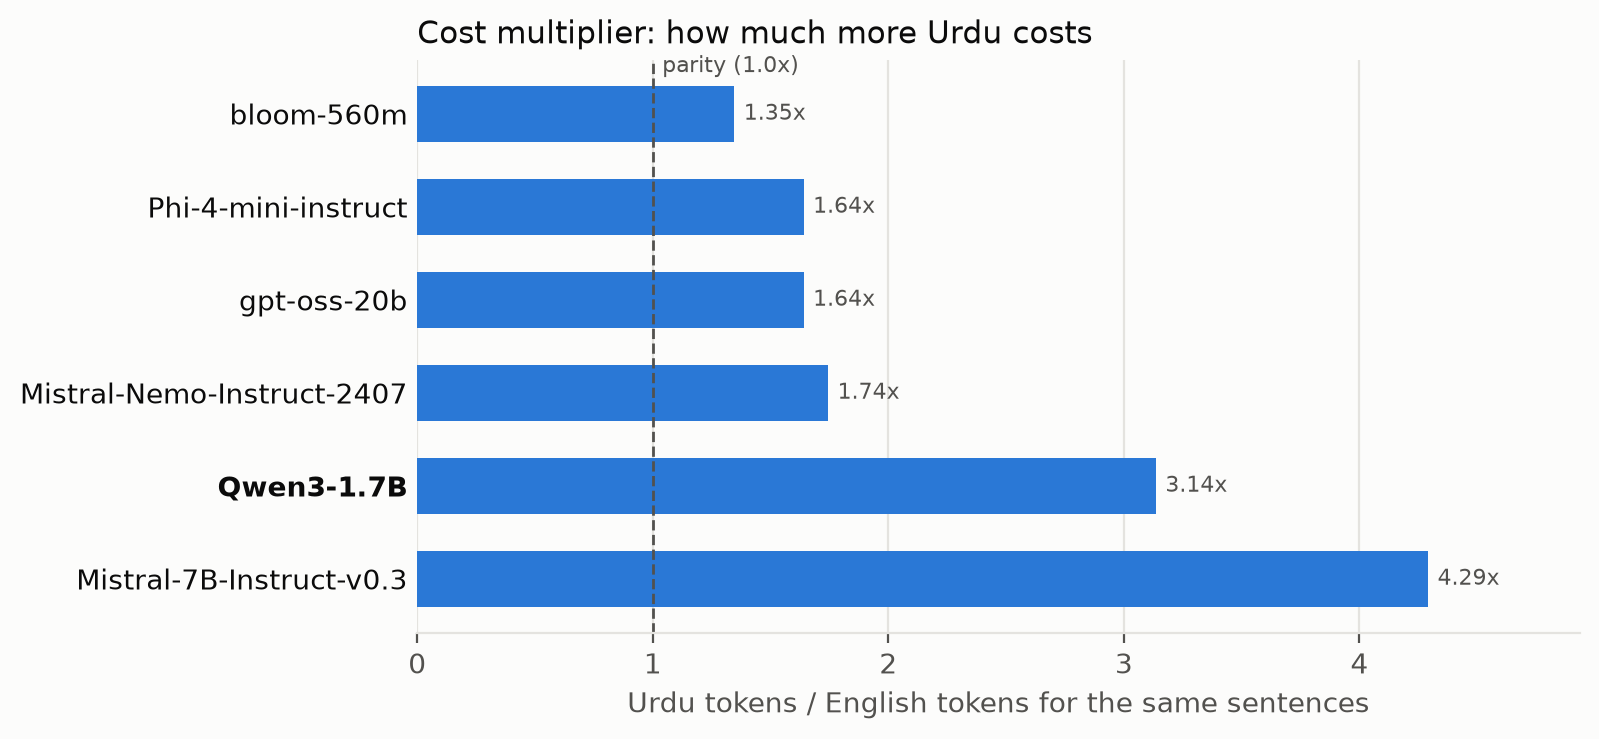 Cost multiplier: how much more Urdu costs
parity (1.0x)
bloom-560m 1.35x
Phi-4-mini-instruct 1.64x
gpt-oss-20b 1.64x
Mistral-Nemo-Instruct-2407 1.74x
Qwen3-1.7B 3.14x
Mistral-7B-Instruct-v0.3 4.29x
0 1 2 3 4
Urdu tokens / English tokens for the same sentences